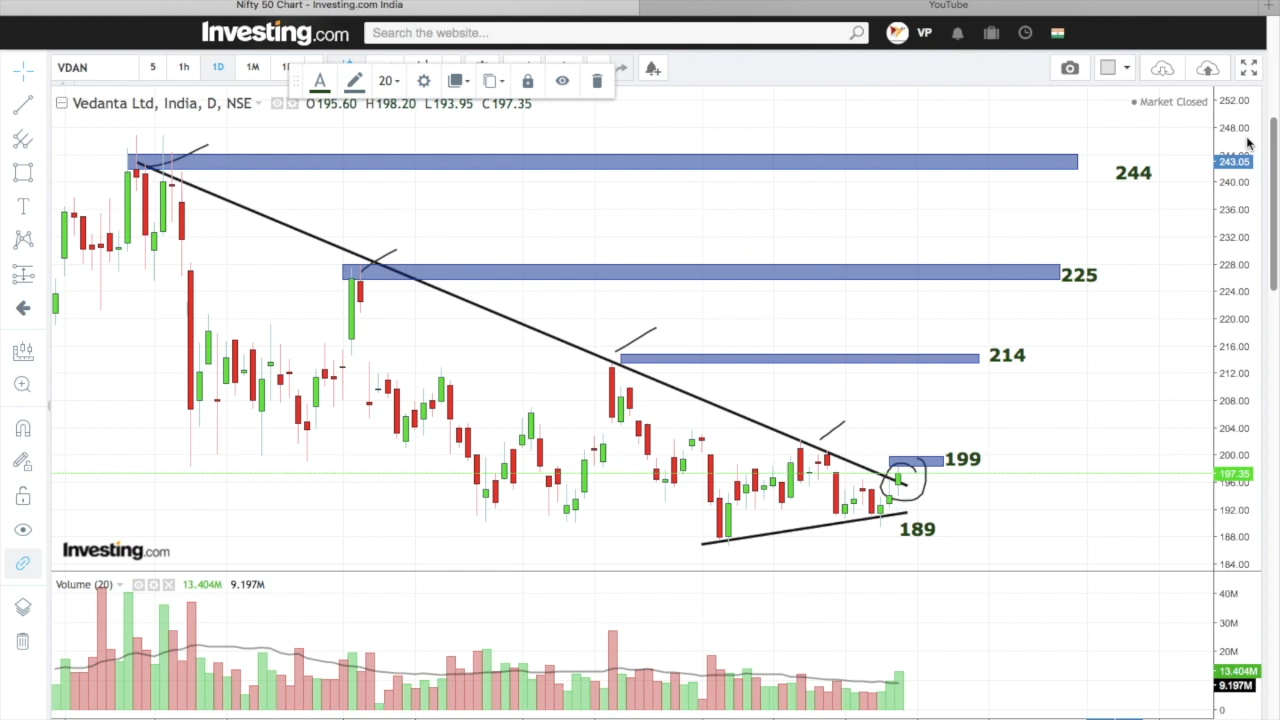 Nifty 50 Chart - Investing.com India
YouTube
Investing.com
Search the website...
VP
VDAN
5
1h
1D
1M
A
20
Vedanta Ltd, India, D, NSE
O195.60 H198.20 L193.95 C197.35
Market Closed
252.00
248.00
243.05
240.00
236.00
232.00
228.00
224.00
220.00
216.00
212.00
208.00
204.00
200.00
197.35
196.00
192.00
188.00
184.00
244
225
214
199
189
Investing.com
Volume (20)
13.404M 9.197M
40M
30M
20M
13.404M
9.197M
0